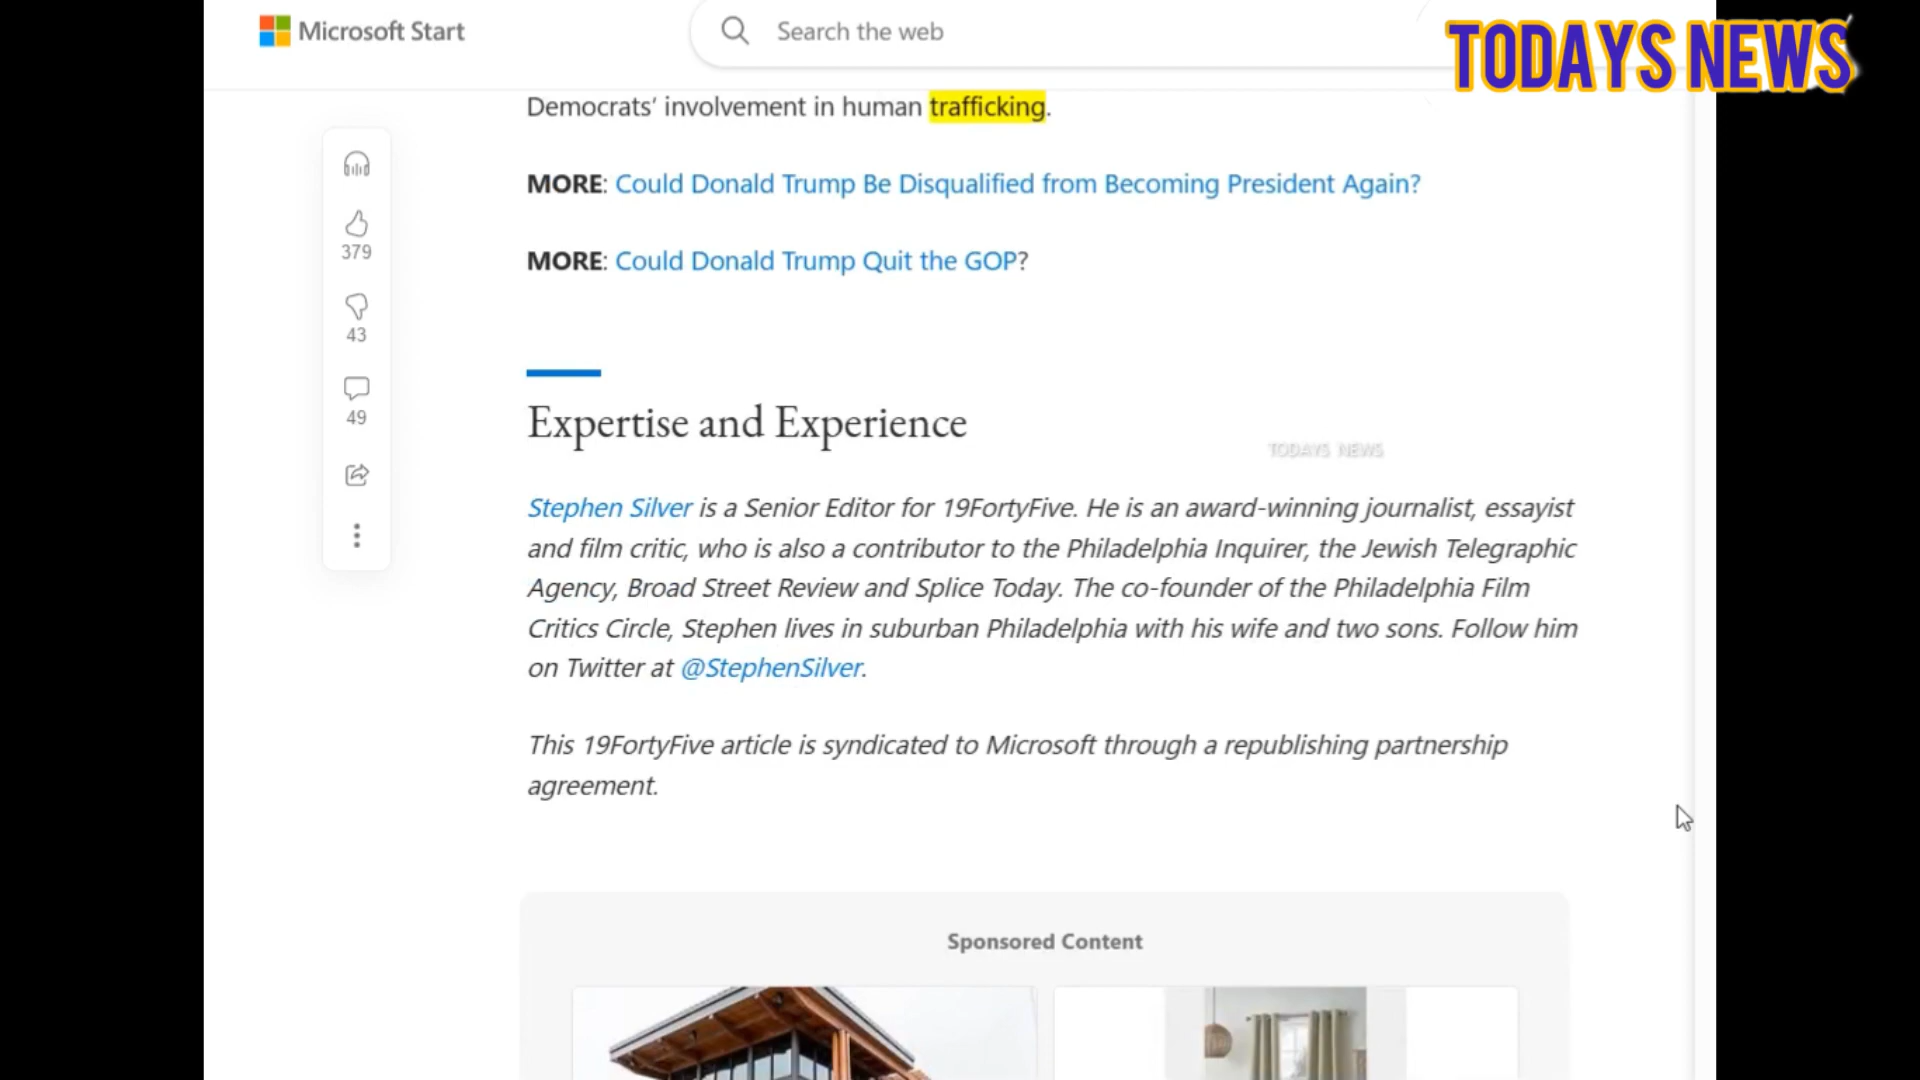 Microsoft Start
Search the web
TODAYS NEWS
Democrats' involvement in human trafficking.
MORE: Could Donald Trump Be Disqualified from Becoming President Again?
MORE: Could Donald Trump Quit the GOP?
379
43
49
Expertise and Experience
TODAYS NEWS
Stephen Silver is a Senior Editor for 19FortyFive. He is an award-winning journalist, essayist
and film critic, who is also a contributor to the Philadelphia Inquirer, the Jewish Telegraphic
Agency, Broad Street Review and Splice Today. The co-founder of the Philadelphia Film
Critics Circle, Stephen lives in suburban Philadelphia with his wife and two sons. Follow him
on Twitter at @StephenSilver.
This 19FortyFive article is syndicated to Microsoft through a republishing partnership
agreement.
Sponsored Content